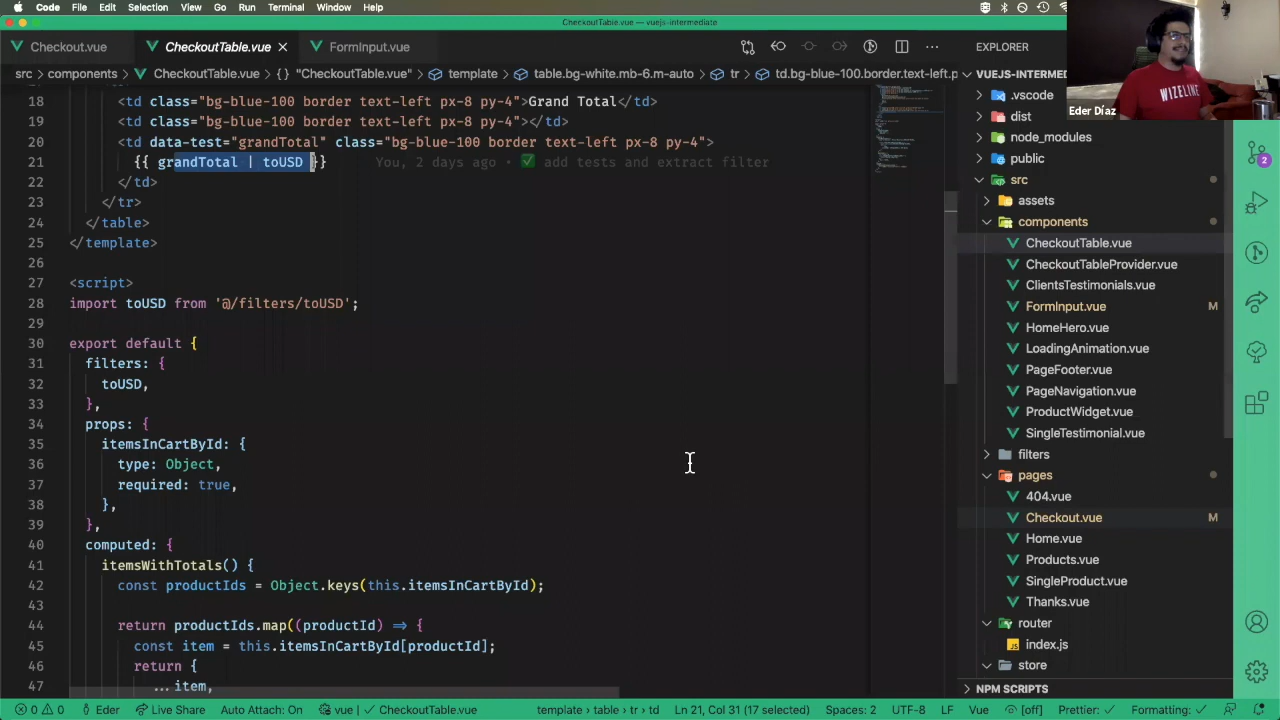 Code File Edit Selection View Go Run Terminal Window Help
CheckoutTable.vue — vuejs-intermediate
Checkout.vue
CheckoutTable.vue
FormInput.vue
EXPLORER
src > components > CheckoutTable.vue > {} "CheckoutTable.vue" > template > table.bg-white.mb-6.m-auto > tr > td.bg-blue-100.border.text-left.p
18 <td class="bg-blue-100 border text-left px-8 py-4">Grand Total</td>
19 <td class="bg-blue-100 border text-left px-8 py-4"></td>
20 <td data-test="grandTotal" class="bg-blue-100 border text-left px-8 py-4">
21 {{ grandTotal | toUSD }} You, 2 days ago • ✅ add tests and extract filter
22 </td>
23 </tr>
24 </table>
25 </template>
26
27 <script>
28 import toUSD from '@/filters/toUSD';
29
30 export default {
31 filters: {
32 toUSD,
33 },
34 props: {
35 itemsInCartById: {
36 type: Object,
37 required: true,
38 },
39 },
40 computed: {
41 itemsWithTotals() {
42 const productIds = Object.keys(this.itemsInCartById);
43
44 return productIds.map((productId) => {
45 const item = this.itemsInCartById[productId];
46 return {
47 ...item,
VUEJS-INTERM
.vscode
dist
node_modules
public
src
assets
components
CheckoutTable.vue
CheckoutTableProvider.vue
ClientsTestimonials.vue
FormInput.vue M
HomeHero.vue
LoadingAnimation.vue
PageFooter.vue
PageNavigation.vue
ProductWidget.vue
SingleTestimonial.vue
filters
pages
404.vue
Checkout.vue M
Home.vue
Products.vue
SingleProduct.vue
Thanks.vue
router
index.js
store
NPM SCRIPTS
2
WIZELINE
Eder Díaz
0 0 Eder Live Share Auto Attach: On vue | ✓ CheckoutTable.vue template > table > tr > td Ln 21, Col 31 (17 selected) Spaces: 2 UTF-8 LF Vue [off] Prettier: ✓ Formatting: ✓